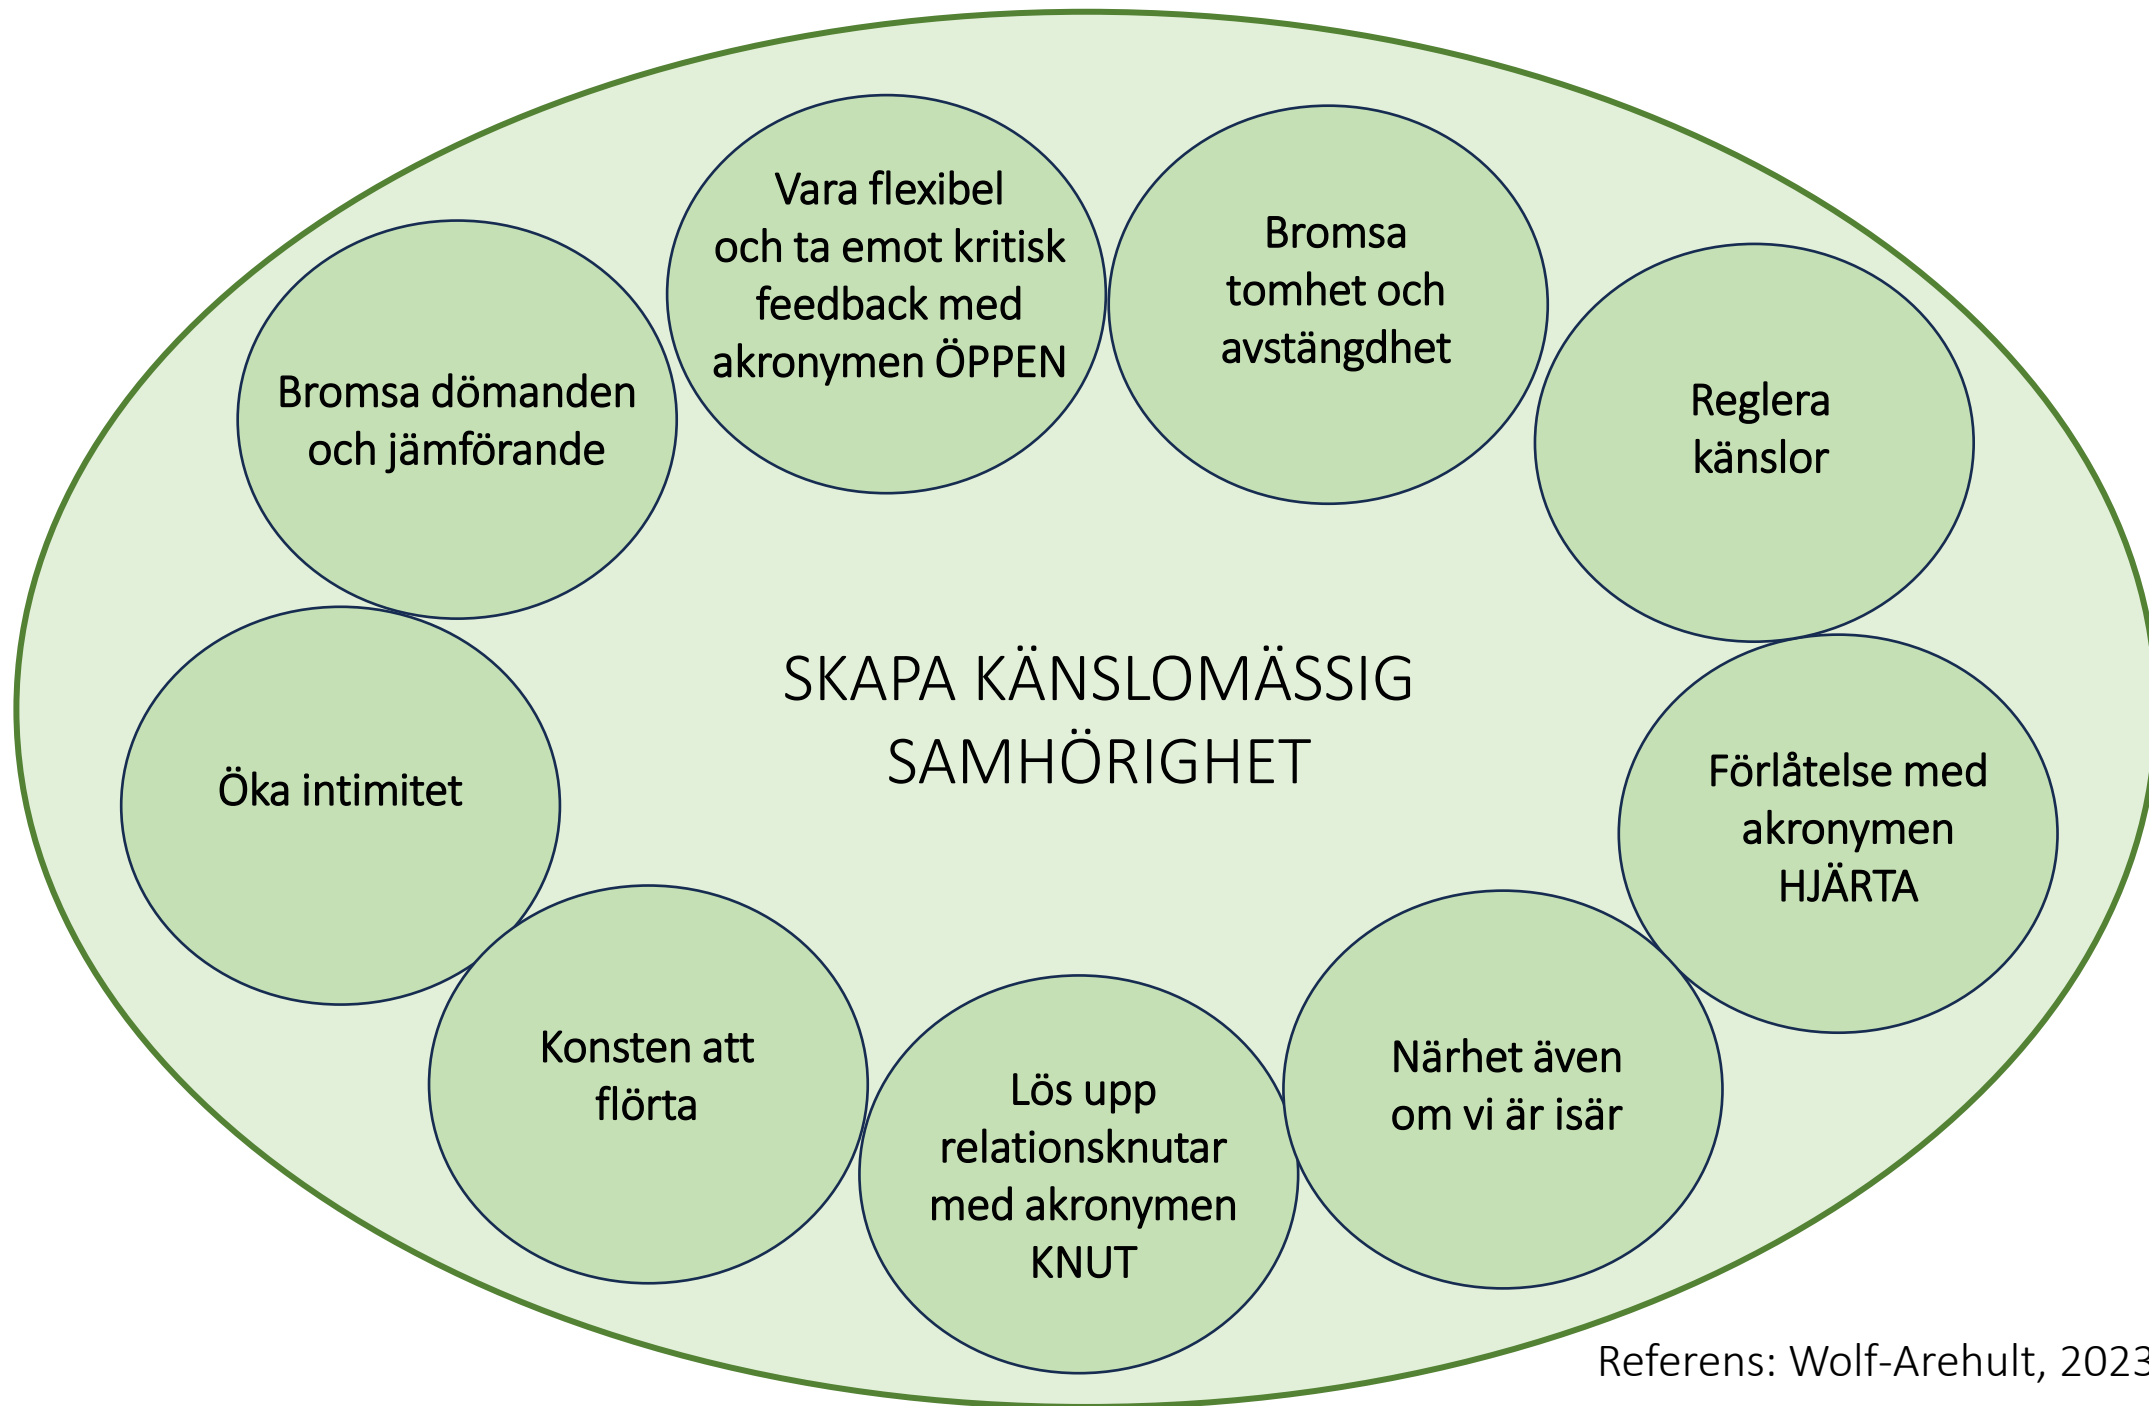 Vara flexibel
och ta emot kritisk
feedback med
akronymen ÖPPEN
Bromsa
tomhet och
avstängdhet
Bromsa dömanden
och jämförande
Reglera
känslor
SKAPA KÄNSLOMÄSSIG
SAMHÖRIGHET
Öka intimitet
Förlåtelse med
akronymen
HJÄRTA
Konsten att
flörta
Lös upp
relationsknutar
med akronymen
KNUT
Närhet även
om vi är isär
Referens: Wolf-Arehult, 2023